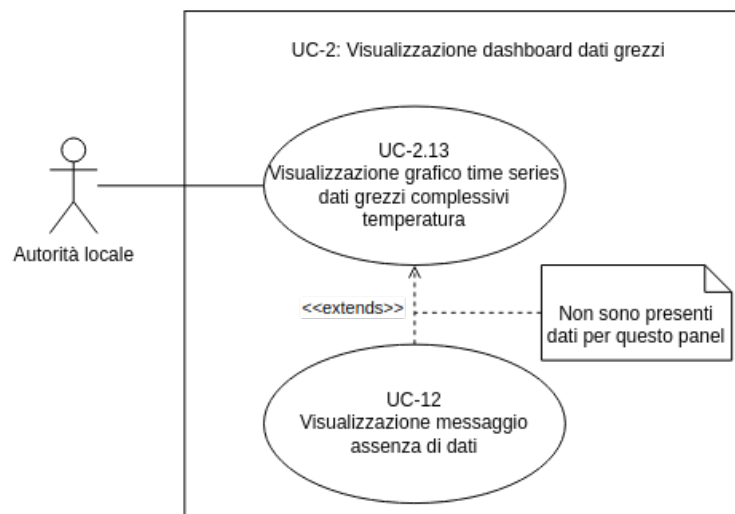 UC-2: Visualizzazione dashboard dati grezzi
UC-2.13
Visualizzazione grafico time series
dati grezzi complessivi
temperatura
Autorità locale
<<extends>>
Non sono presenti
dati per questo panel
UC-12
Visualizzazione messaggio
assenza di dati